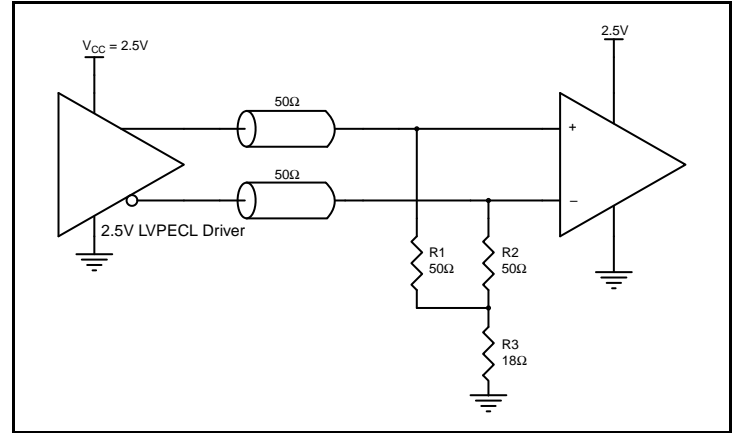 2.5V
V_CC = 2.5V
50Ω
+
50Ω
−
2.5V LVPECL Driver
R1
50Ω
R2
50Ω
R3
18Ω